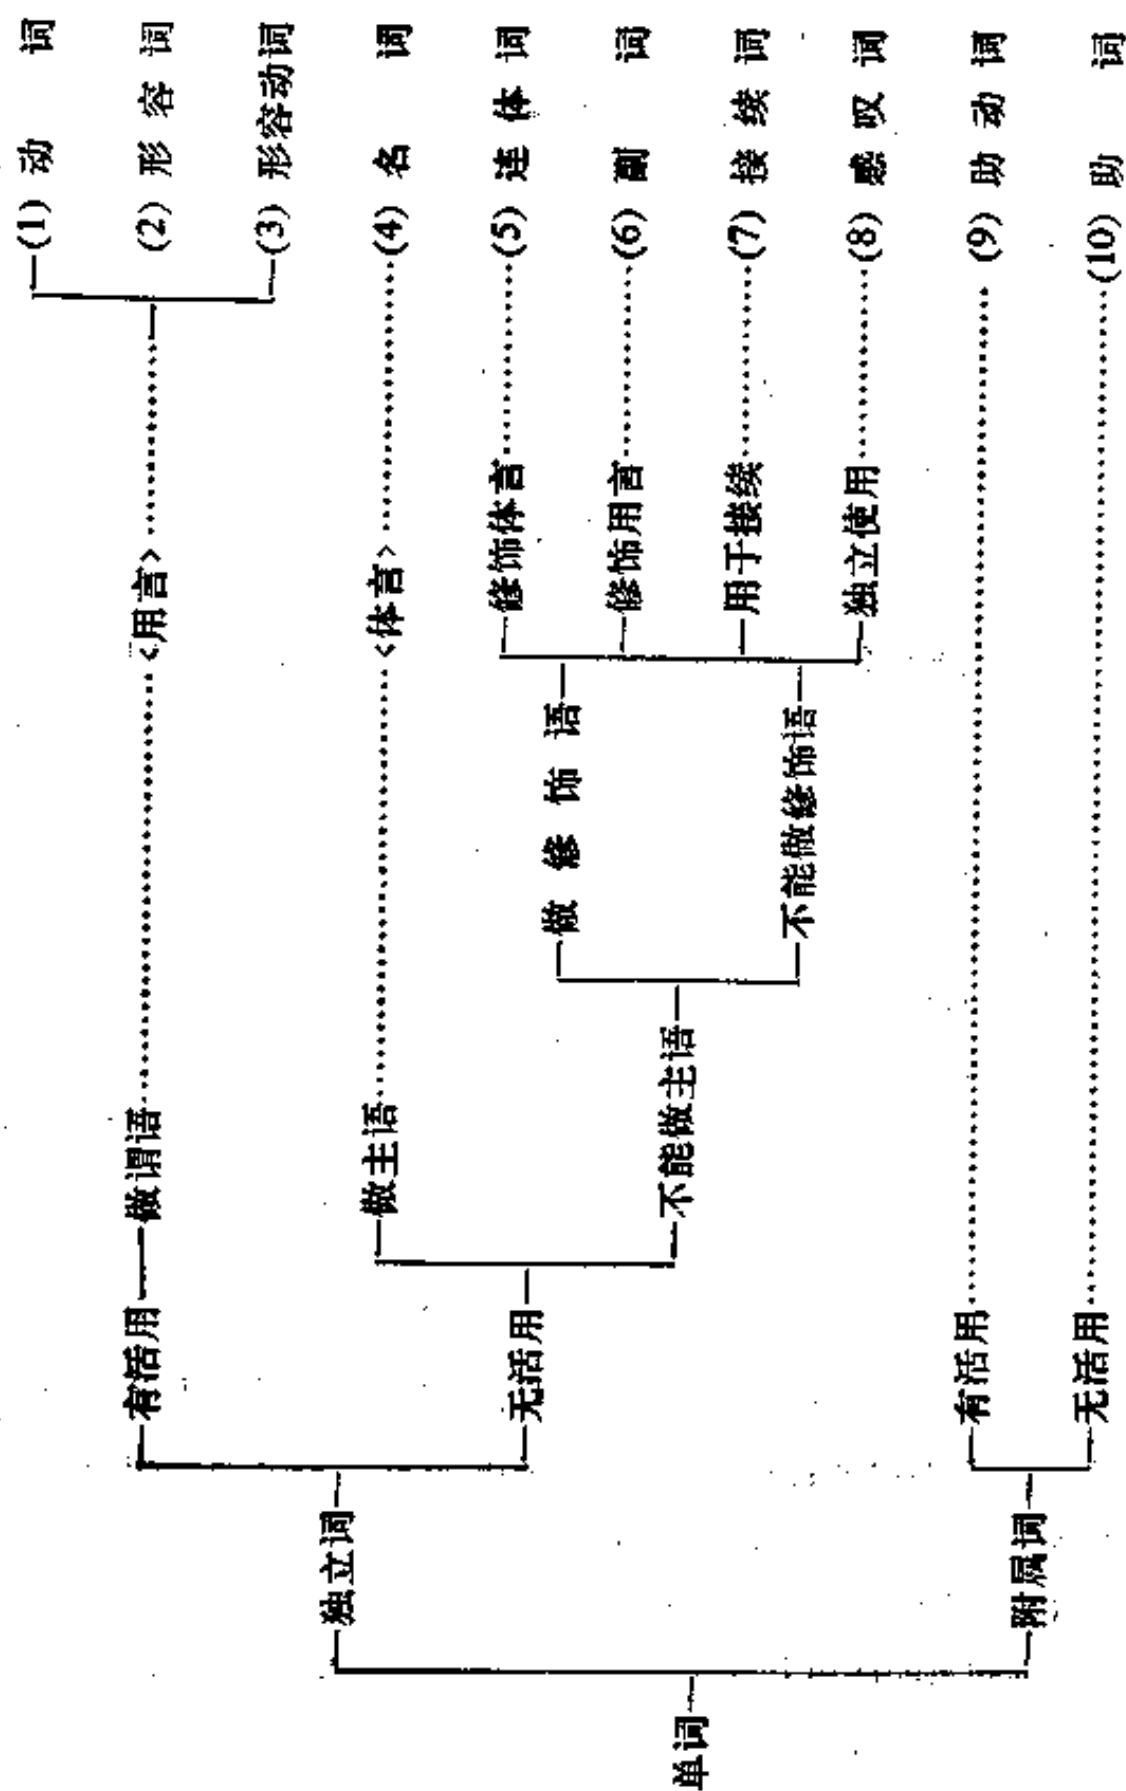 单词
独立词
有活用
做谓语
<用言>
(1) 动词
(2) 形容词
(3) 形容动词
无活用
做主语
<体言>
(4) 名词
不能做主语
做修饰语
修饰体言
(5) 连体词
修饰用言
(6) 副词
不能做修饰语
用于接续
(7) 接续词
独立使用
(8) 感叹词
附属词
有活用
(9) 助动词
无活用
(10) 助词